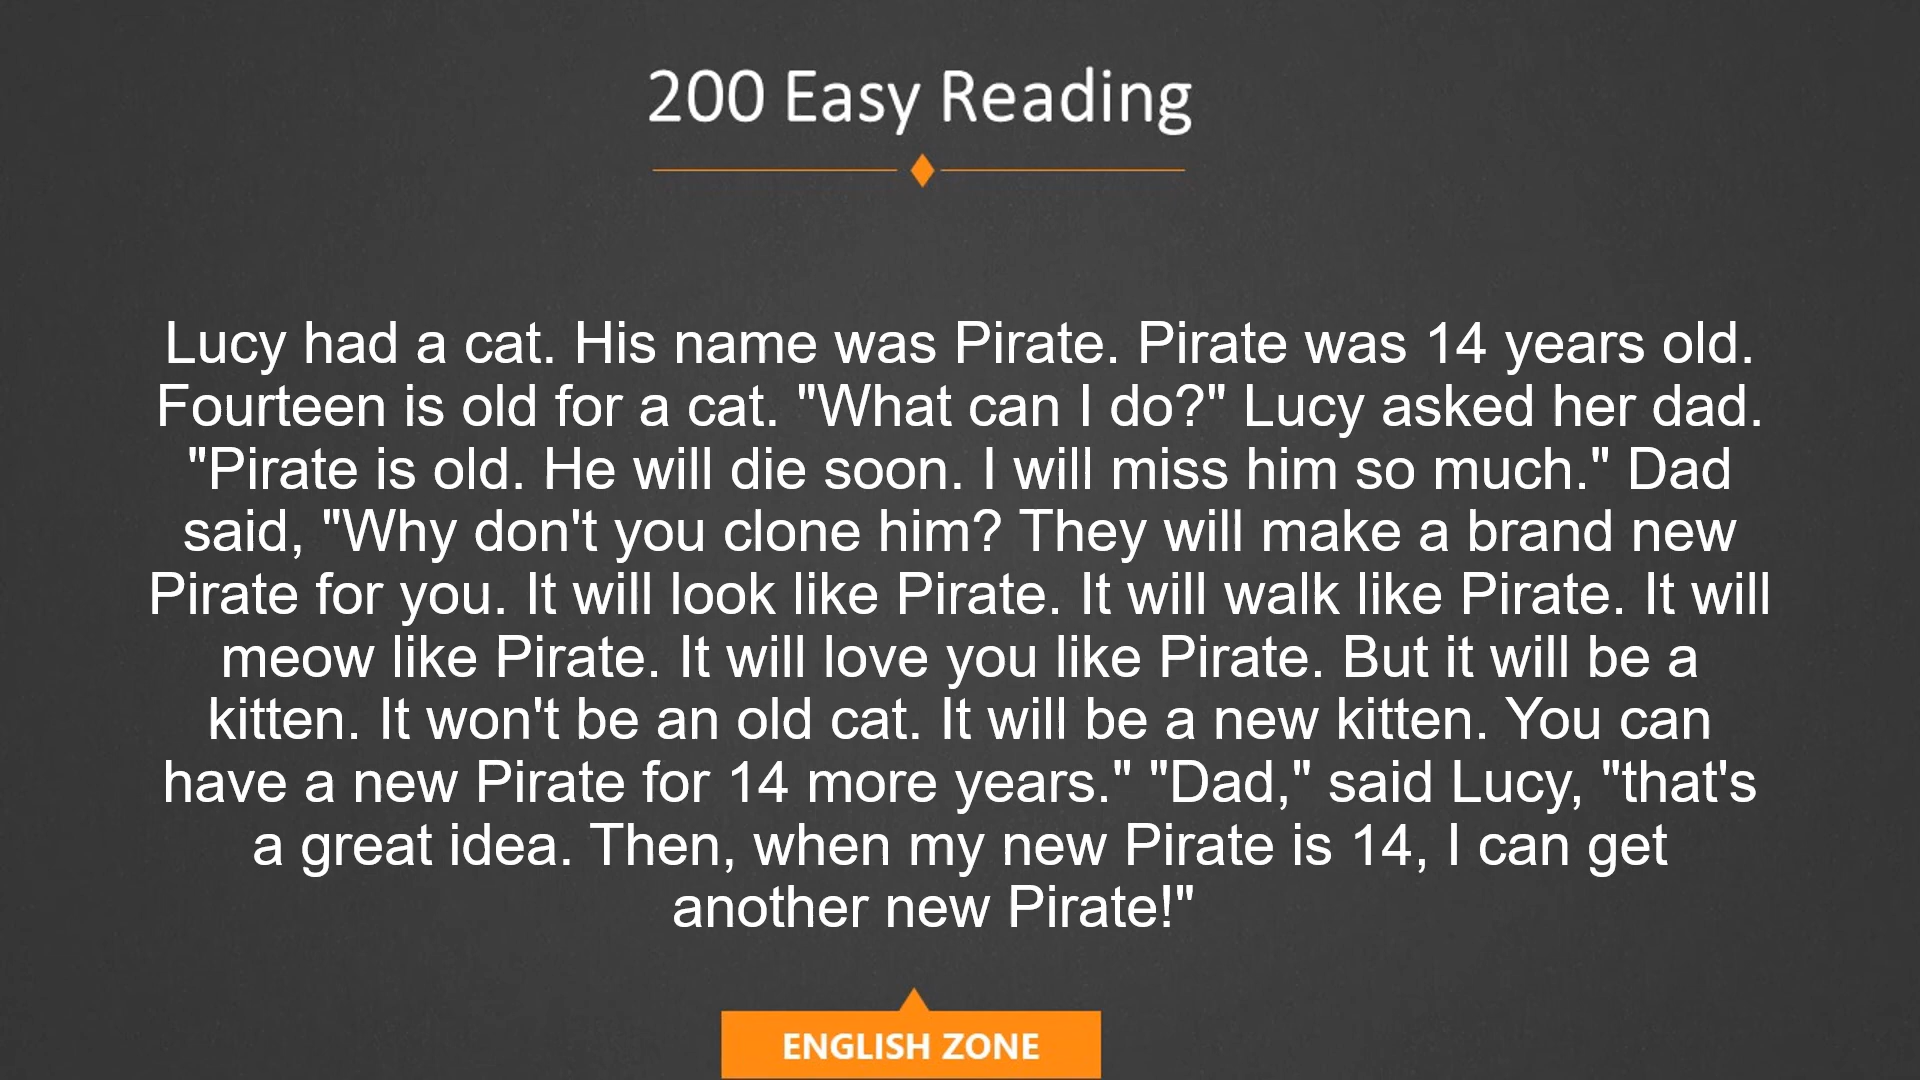 200 Easy Reading
Lucy had a cat. His name was Pirate. Pirate was 14 years old.
Fourteen is old for a cat. "What can I do?" Lucy asked her dad.
"Pirate is old. He will die soon. I will miss him so much." Dad
said, "Why don't you clone him? They will make a brand new
Pirate for you. It will look like Pirate. It will walk like Pirate. It will
meow like Pirate. It will love you like Pirate. But it will be a
kitten. It won't be an old cat. It will be a new kitten. You can
have a new Pirate for 14 more years." "Dad," said Lucy, "that's
a great idea. Then, when my new Pirate is 14, I can get
another new Pirate!"
ENGLISH ZONE